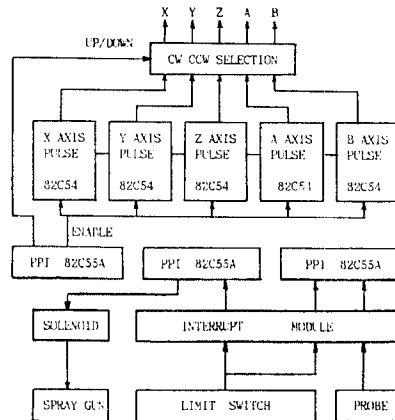 X Y Z A B
UP/DOWN
CW CCW SELECTION
X AXIS
PULSE
82C54
Y AXIS
PULSE
82C54
Z AXIS
PULSE
82C54
A AXIS
PULSE
82C54
B AXIS
PULSE
82C54
ENABLE
PPI 82C55A
PPI 82C55A
PPI 82C55A
SOLENOID
INTERRUPT MODULE
SPRAY GUN
LIMIT SWITCH
PROBE